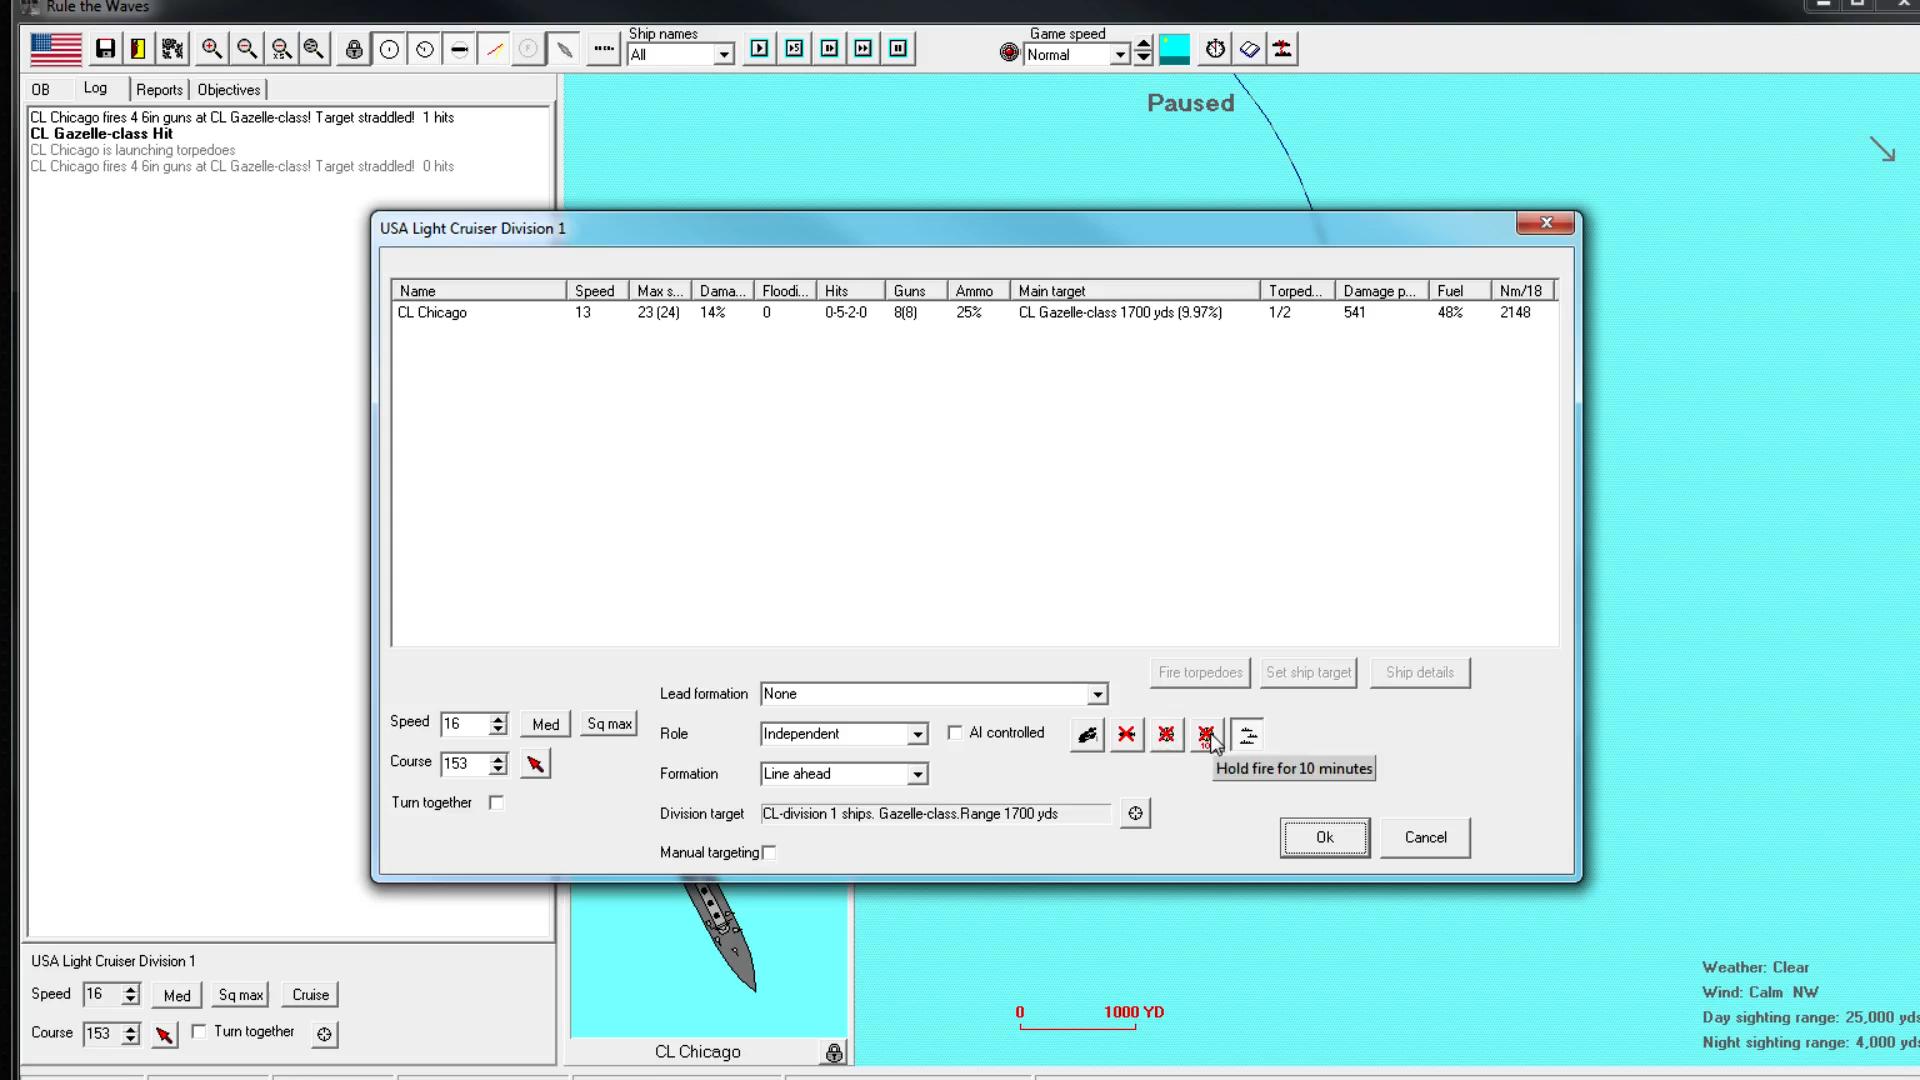 Rule the Waves
Ship names
All
Game speed
Normal
OB
Log
Reports
Objectives
Paused
CL Chicago fires 4 6in guns at CL Gazelle-class! Target straddled!  1 hits
CL Gazelle-class Hit
CL Chicago is launching torpedoes
CL Chicago fires 4 6in guns at CL Gazelle-class! Target straddled!  0 hits
USA Light Cruiser Division 1
Name Speed Max s... Dama... Floodi... Hits Guns Ammo Main target Torped... Damage p... Fuel Nm/18
CL Chicago 13 23 (24) 14% 0 0-5-2-0 8(8) 25% CL Gazelle-class 1700 yds (9.97%) 1/2 541 48% 2148
Fire torpedoes
Set ship target
Ship details
Lead formation None
Speed 16 Med Sq max
Role Independent
AI controlled
10
Course 153
Hold fire for 10 minutes
Formation Line ahead
Turn together
Division target CL-division 1 ships. Gazelle-class.Range 1700 yds
Ok
Cancel
Manual targeting
USA Light Cruiser Division 1
Speed 16 Med Sq max Cruise
Course 153 Turn together
CL Chicago
0 1000 YD
Weather: Clear
Wind: Calm  NW
Day sighting range: 25,000 yds
Night sighting range: 4,000 yds